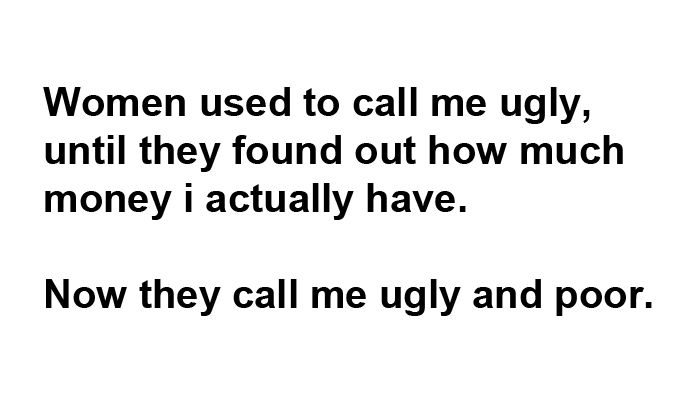 Women used to call me ugly,
until they found out how much
money i actually have.
Now they call me ugly and poor.